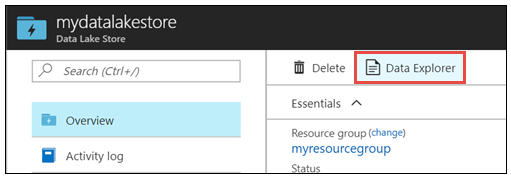 mydatalakestore
Data Lake Store
Search (Ctrl+/)
Overview
Activity log
Delete
Data Explorer
Essentials
Resource group (change)
myresourcegroup
Status